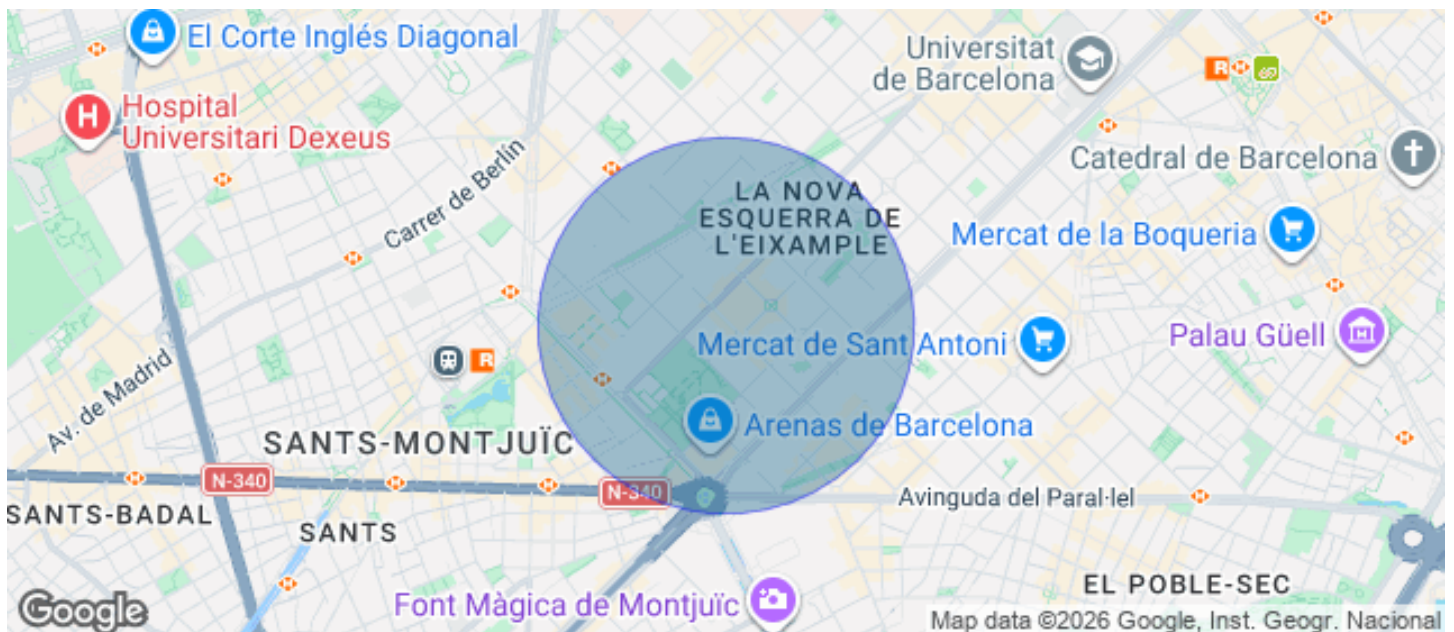 El Corte Inglés Diagonal
Universitat
de Barcelona
R
H
Hospital
Universitari Dexeus
Catedral de Barcelona
Carrer de Berlín
LA NOVA
ESQUERRA DE
L'EIXAMPLE
Mercat de la Boqueria
Mercat de Sant Antoni
Palau Güell
R
Av. de Madrid
Arenas de Barcelona
SANTS-MONTJUÏC
N-340
N-340
Avinguda del Paral·lel
SANTS-BADAL
SANTS
EL POBLE-SEC
Font Màgica de Montjuïc
Google
Map data ©2026 Google, Inst. Geogr. Nacional